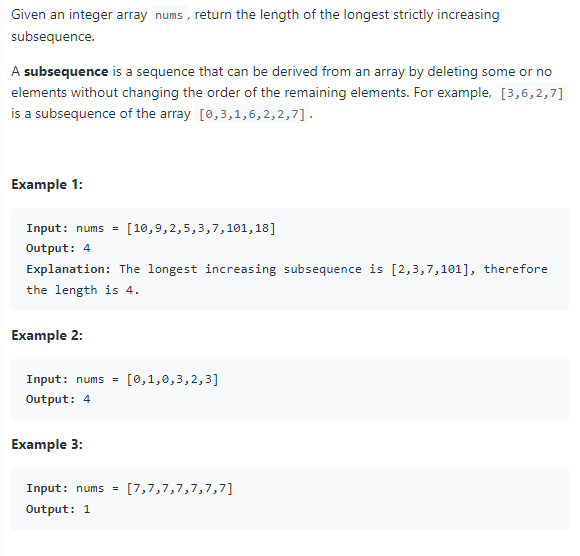 Given an integer array nums , return the length of the longest strictly increasing
subsequence.
A subsequence is a sequence that can be derived from an array by deleting some or no
elements without changing the order of the remaining elements. For example, [3,6,2,7]
is a subsequence of the array [0,3,1,6,2,2,7] .
Example 1:
Input: nums = [10,9,2,5,3,7,101,18]
Output: 4
Explanation: The longest increasing subsequence is [2,3,7,101], therefore
the length is 4.
Example 2:
Input: nums = [0,1,0,3,2,3]
Output: 4
Example 3:
Input: nums = [7,7,7,7,7,7,7]
Output: 1